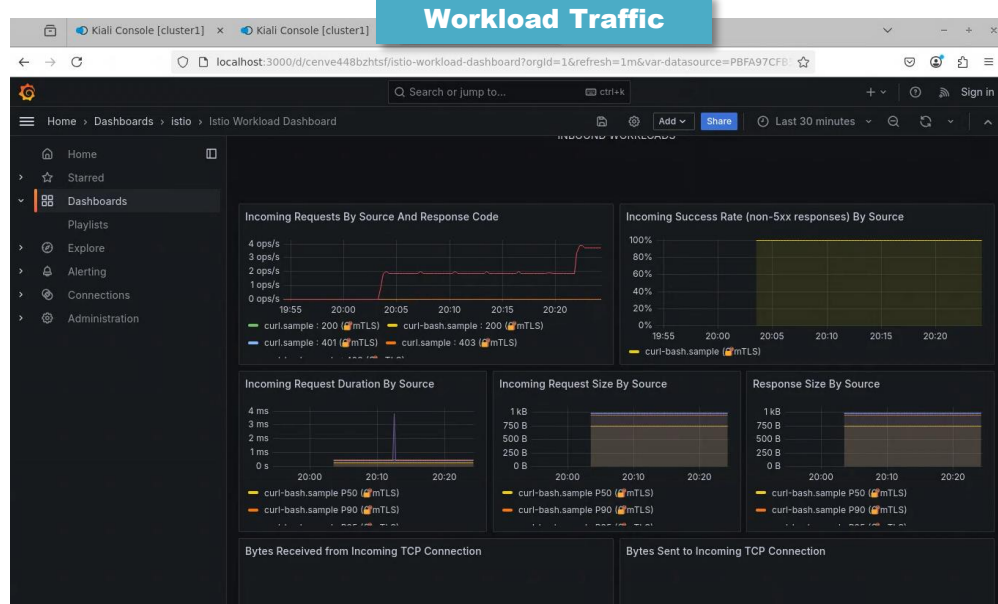 Workload Traffic
Kiali Console [cluster1] × Kiali Console [cluster1]
localhost:3000/d/cenve448bzhtsf/istio-workload-dashboard?orgId=1&refresh=1m&var-datasource=PBFA97CFB
Search or jump to... ctrl+k Sign in
Home › Dashboards › istio › Istio Workload Dashboard Add Share Last 30 minutes
Home
Starred
Dashboards
Playlists
Explore
Alerting
Connections
Administration
INBOUND WORKLOADS
Incoming Requests By Source And Response Code
4 ops/s
3 ops/s
2 ops/s
1 ops/s
0 ops/s
19:55 20:00 20:05 20:10 20:15 20:20
curl.sample : 200 (🔐mTLS) curl-bash.sample : 200 (🔐mTLS)
curl.sample : 401 (🔐mTLS) curl.sample : 403 (🔐mTLS)
Incoming Success Rate (non-5xx responses) By Source
100%
80%
60%
40%
20%
0%
19:55 20:00 20:05 20:10 20:15 20:20
curl-bash.sample (🔐mTLS)
Incoming Request Duration By Source
4 ms
3 ms
2 ms
1 ms
0 s
20:00 20:10 20:20
curl-bash.sample P50 (🔐mTLS)
curl-bash.sample P90 (🔐mTLS)
Incoming Request Size By Source
1 kB
750 B
500 B
250 B
0 B
20:00 20:10 20:20
curl-bash.sample P50 (🔐mTLS)
curl-bash.sample P90 (🔐mTLS)
Response Size By Source
1 kB
750 B
500 B
250 B
0 B
20:00 20:10 20:20
curl-bash.sample P50 (🔐mTLS)
curl-bash.sample P90 (🔐mTLS)
Bytes Received from Incoming TCP Connection
Bytes Sent to Incoming TCP Connection